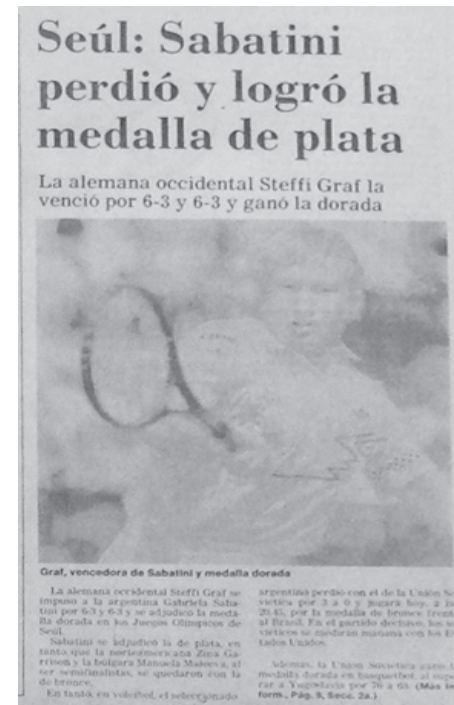 Seúl: Sabatini
perdió y logró la
medalla de plata
La alemana occidental Steffi Graf la
venció por 6-3 y 6-3 y ganó la dorada
Graf, vencedora de Sabatini y medalla dorada
La alemana occidental Steffi Graf se
impuso a la argentina Gabriela Saba-
tini por 6-3 y 6-3 y se adjudicó la meda-
lla dorada en los Juegos Olímpicos de
Seúl.
Sabatini se adjudicó la de plata, en
tanto que la norteamericana Zina Ga-
rrison y la búlgara Manuela Maleeva, al
ser semifinalistas, se quedaron con la
de bronce.
En tanto, en voleibol, el seleccionado
argentino perdió con el de la Unión So
viética por 3 a 0 y jugará hoy, a
por la medalla de bronce
al Brasil. En el partido decisivo, los
viéticos se medirán mañana con los
tados Unidos.
Además, la Unión Soviética
medalla dorada en basquetbol, al
rar a Yugoslavia por 76 a 63. (Más in
form., Pág. 9, Secc. 2a.)